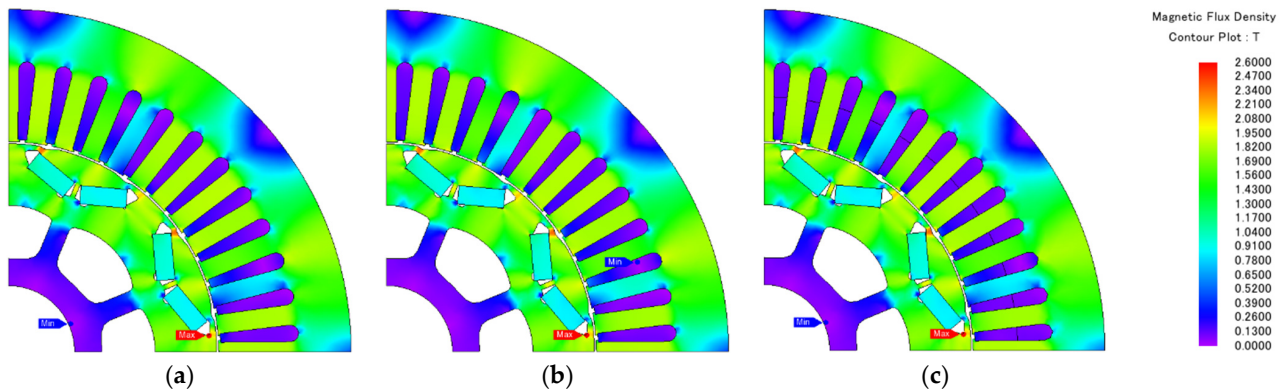 Magnetic Flux Density
Contour Plot : T
2.6000
2.4700
2.3400
2.2100
2.0800
1.9500
1.8200
1.6900
1.5600
1.4300
1.3000
1.1700
1.0400
0.9100
0.7800
0.6500
0.5200
0.3900
0.2600
0.1300
0.0000
Min
Max
Min
Max
Min
Max
(a)
(b)
(c)